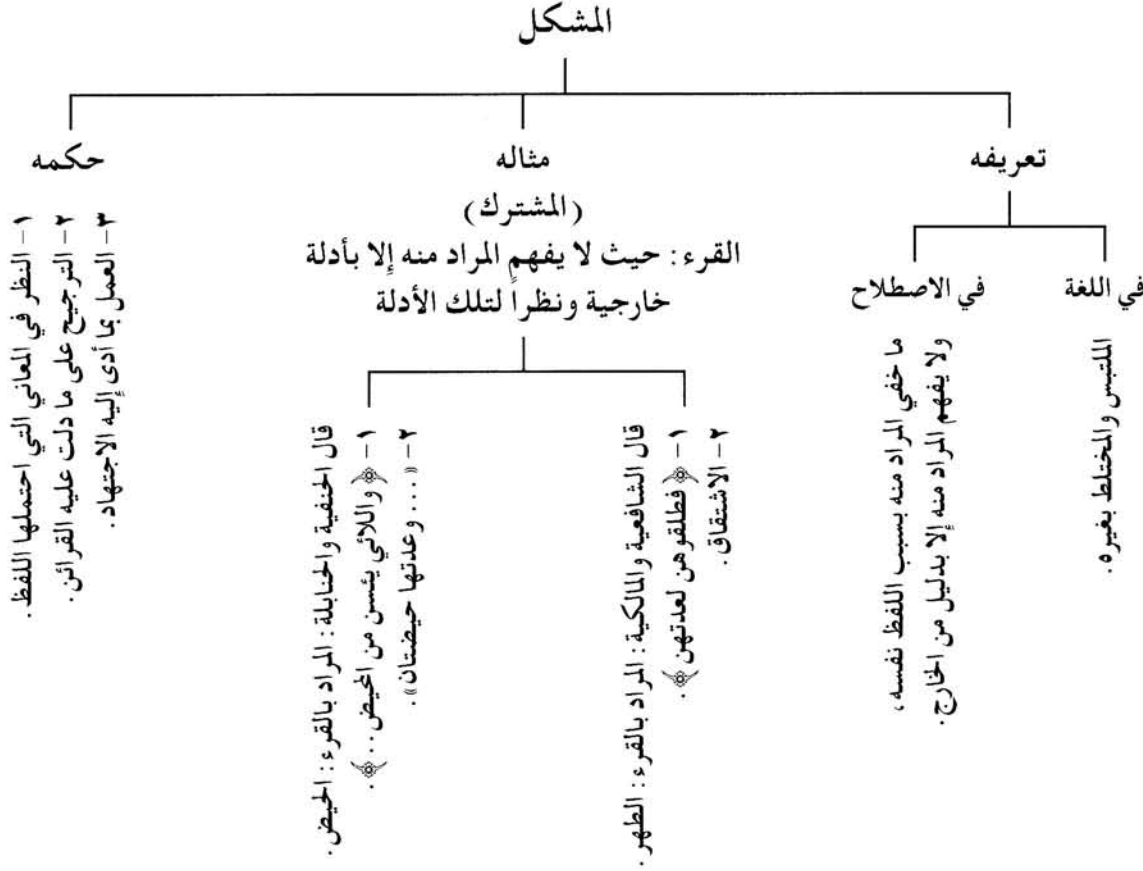 المشكل
تعريفه
في اللغة
الملتبس والمختلط بغيره.
في الاصطلاح
ما خفي المراد منه بسبب اللفظ نفسه،
ولا يفهم المراد منه إلا بدليل من الخارج.
مثاله
(المشترك)
القرء: حيث لا يفهم المراد منه إلا بأدلة
خارجية ونظراً لتلك الأدلة
قال الشافعية والمالكية: المراد بالقرء: الطهر.
١ - ﴿فطلقوهن لعدتهن﴾.
٢ - الاشتقاق.
قال الحنفية والحنابلة: المراد بالقرء: الحيض.
١ - ﴿واللائي يئسن من المحيض..﴾.
٢ - «... وعدتها حيضتان».
حكمه
١ - النظر في المعاني التي احتملها اللفظ.
٢ - الترجيح على ما دلت عليه القرائن.
٣ - العمل بما أدى إليه الاجتهاد.